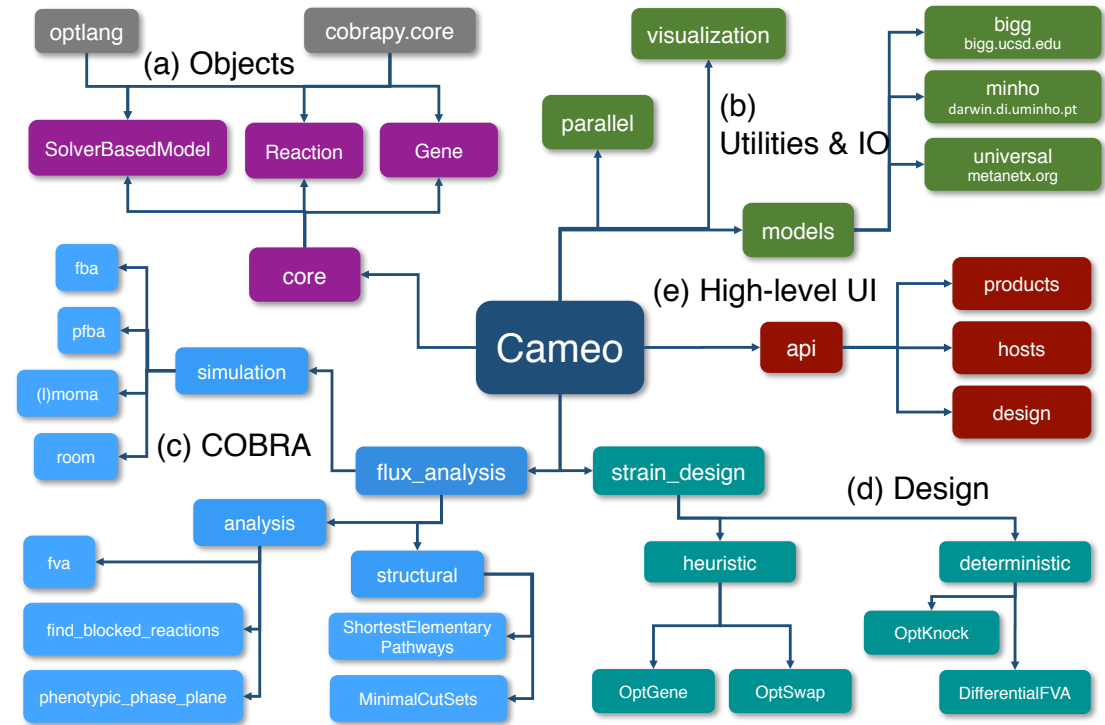 optlang
cobrapy.core
(a) Objects
SolverBasedModel
Reaction
Gene
core
visualization
parallel
(b)
Utilities & IO
models
bigg
bigg.ucsd.edu
minho
darwin.di.uminho.pt
universal
metanetx.org
Cameo
(e) High-level UI
api
products
hosts
design
fba
pfba
(l)moma
room
simulation
(c) COBRA
flux_analysis
analysis
fva
find_blocked_reactions
phenotypic_phase_plane
structural
ShortestElementary
Pathways
MinimalCutSets
strain_design
(d) Design
heuristic
OptGene
OptSwap
deterministic
OptKnock
DifferentialFVA